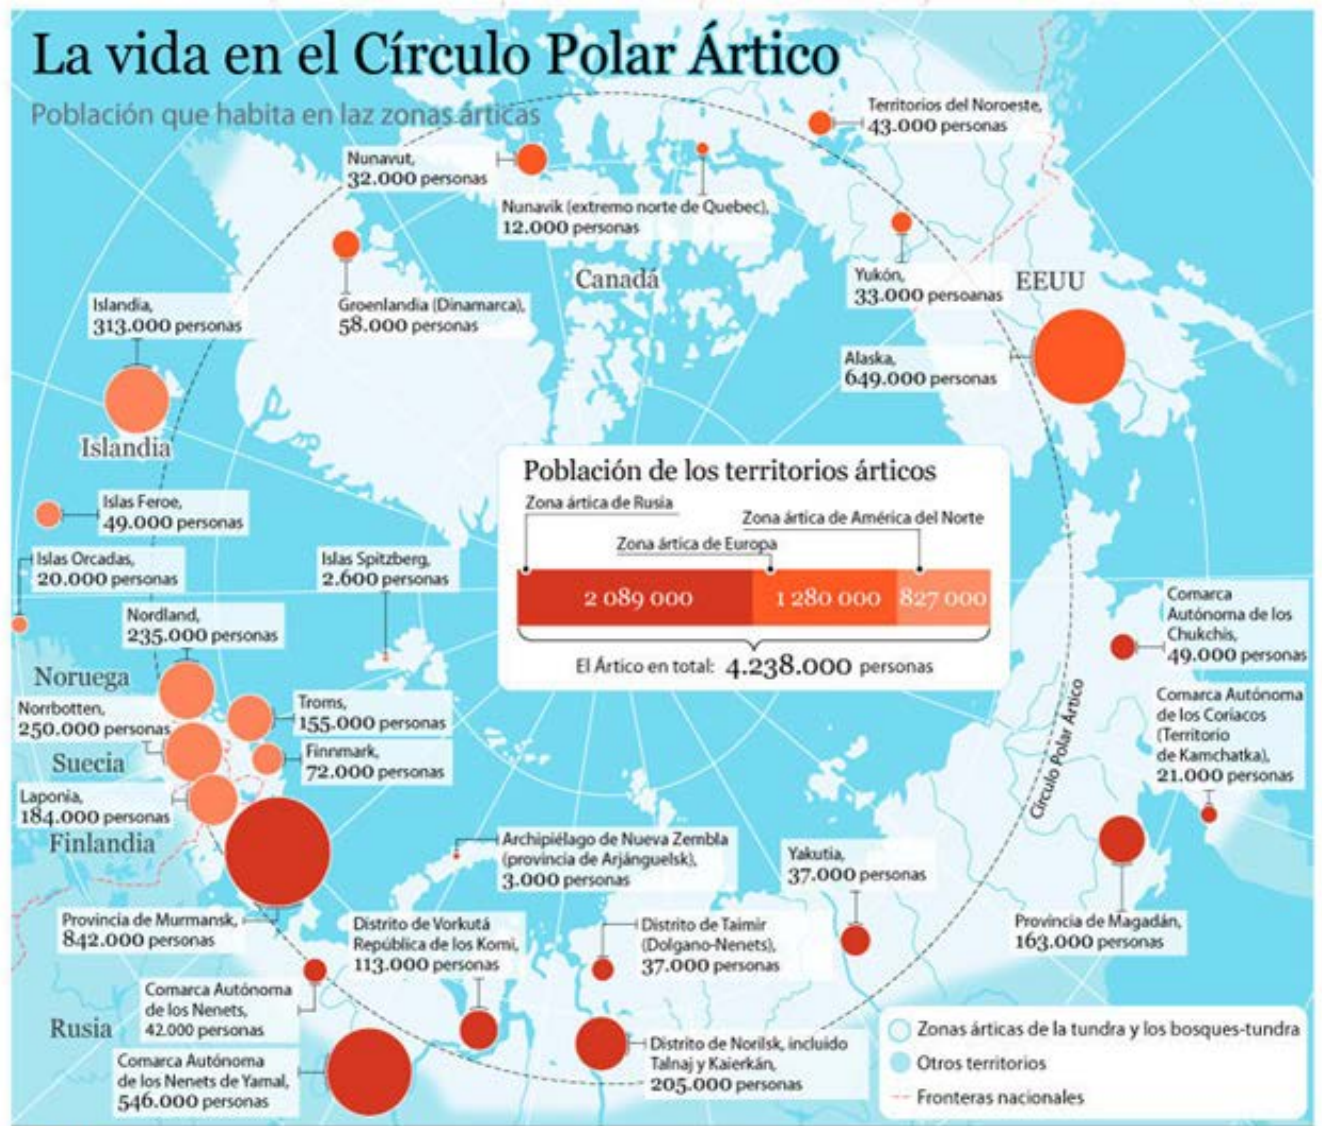 La vida en el Círculo Polar Ártico
Población que habita en laz zonas árticas
Territorios del Noroeste,
43.000 personas
Nunavut,
32.000 personas
Nunavik (extremo norte de Quebec),
12.000 personas
Canadá
Yukón,
33.000 persoanas
EEUU
Islandia,
313.000 personas
Groenlandia (Dinamarca),
58.000 personas
Alaska,
649.000 personas
Islandia
Islas Feroe,
49.000 personas
Islas Orcadas,
20.000 personas
Islas Spitzberg,
2.600 personas
Población de los territorios árticos
Zona ártica de Rusia
Zona ártica de América del Norte
Zona ártica de Europa
2 089 000
1 280 000
827 000
El Ártico en total: 4.238.000 personas
Nordland,
235.000 personas
Noruega
Norrbotten,
250.000 personas
Troms,
155.000 personas
Suecia
Finnmark,
72.000 personas
Laponia,
184.000 personas
Finlandia
Comarca
Autónoma de los
Chukchis,
49.000 personas
Comarca Autónoma
de los Coriacos
(Territorio
de Kamchatka),
21.000 personas
Círculo Polar Ártico
Archipiélago de Nueva Zembla
(provincia de Arjánguelsk),
3.000 personas
Yakutia,
37.000 personas
Provincia de Murmansk,
842.000 personas
Distrito de Vorkutá
República de los Komi,
113.000 personas
Distrito de Taimir
(Dolgano-Nenets),
37.000 personas
Provincia de Magadán,
163.000 personas
Comarca Autónoma
de los Nenets,
42.000 personas
Rusia
Comarca Autónoma
de los Nenets de Yamal,
546.000 personas
Distrito de Norilsk, incluido
Talnaj y Kaierkán,
205.000 personas
Zonas árticas de la tundra y los bosques-tundra
Otros territorios
Fronteras nacionales